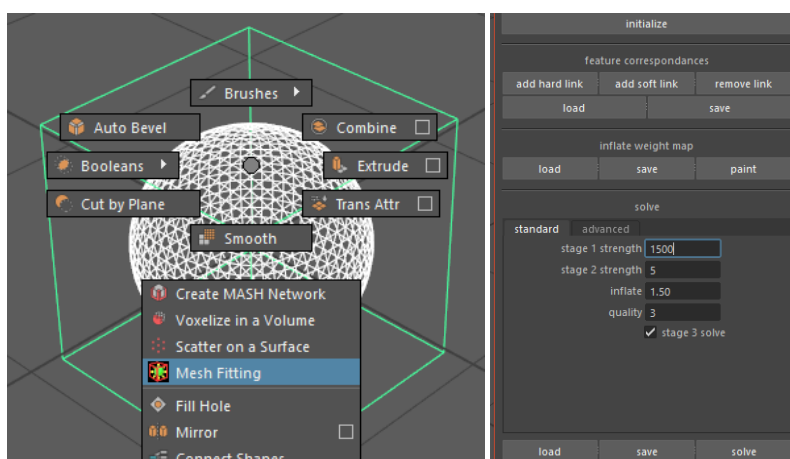 Brushes
Auto Bevel
Combine
Booleans
Extrude
Cut by Plane
Trans Attr
Smooth
Create MASH Network
Voxelize in a Volume
Scatter on a Surface
Mesh Fitting
Fill Hole
Mirror
Connect Shapes
initialize
feature correspondances
add hard link add soft link remove link
load save
inflate weight map
load save paint
solve
standard advanced
stage 1 strength 1500
stage 2 strength 5
inflate 1.50
quality 3
stage 3 solve
load save solve